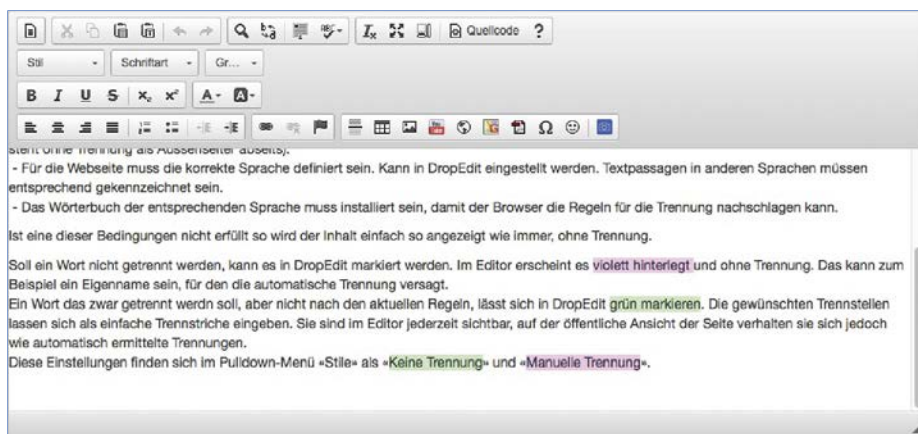 Quellcode ?
Stil Schriftart Gr...
B I U S x₂ x² A A
steht ohne Trennung als Aussenseiter abseits).
- Für die Webseite muss die korrekte Sprache definiert sein. Kann in DropEdit eingestellt werden. Textpassagen in anderen Sprachen müssen
entsprechend gekennzeichnet sein.
- Das Wörterbuch der entsprechenden Sprache muss installiert sein, damit der Browser die Regeln für die Trennung nachschlagen kann.
Ist eine dieser Bedingungen nicht erfüllt so wird der Inhalt einfach so angezeigt wie immer, ohne Trennung.
Soll ein Wort nicht getrennt werden, kann es in DropEdit markiert werden. Im Editor erscheint es violett hinterlegt und ohne Trennung. Das kann zum
Beispiel ein Eigenname sein, für den die automatische Trennung versagt.
Ein Wort das zwar getrennt werdn soll, aber nicht nach den aktuellen Regeln, lässt sich in DropEdit grün markieren. Die gewünschten Trennstellen
lassen sich als einfache Trennstriche eingeben. Sie sind im Editor jederzeit sichtbar, auf der öffentliche Ansicht der Seite verhalten sie sich jedoch
wie automatisch ermittelte Trennungen.
Diese Einstellungen finden sich im Pulldown-Menü «Stile» als «Keine Trennung» und «Manuelle Trennung».